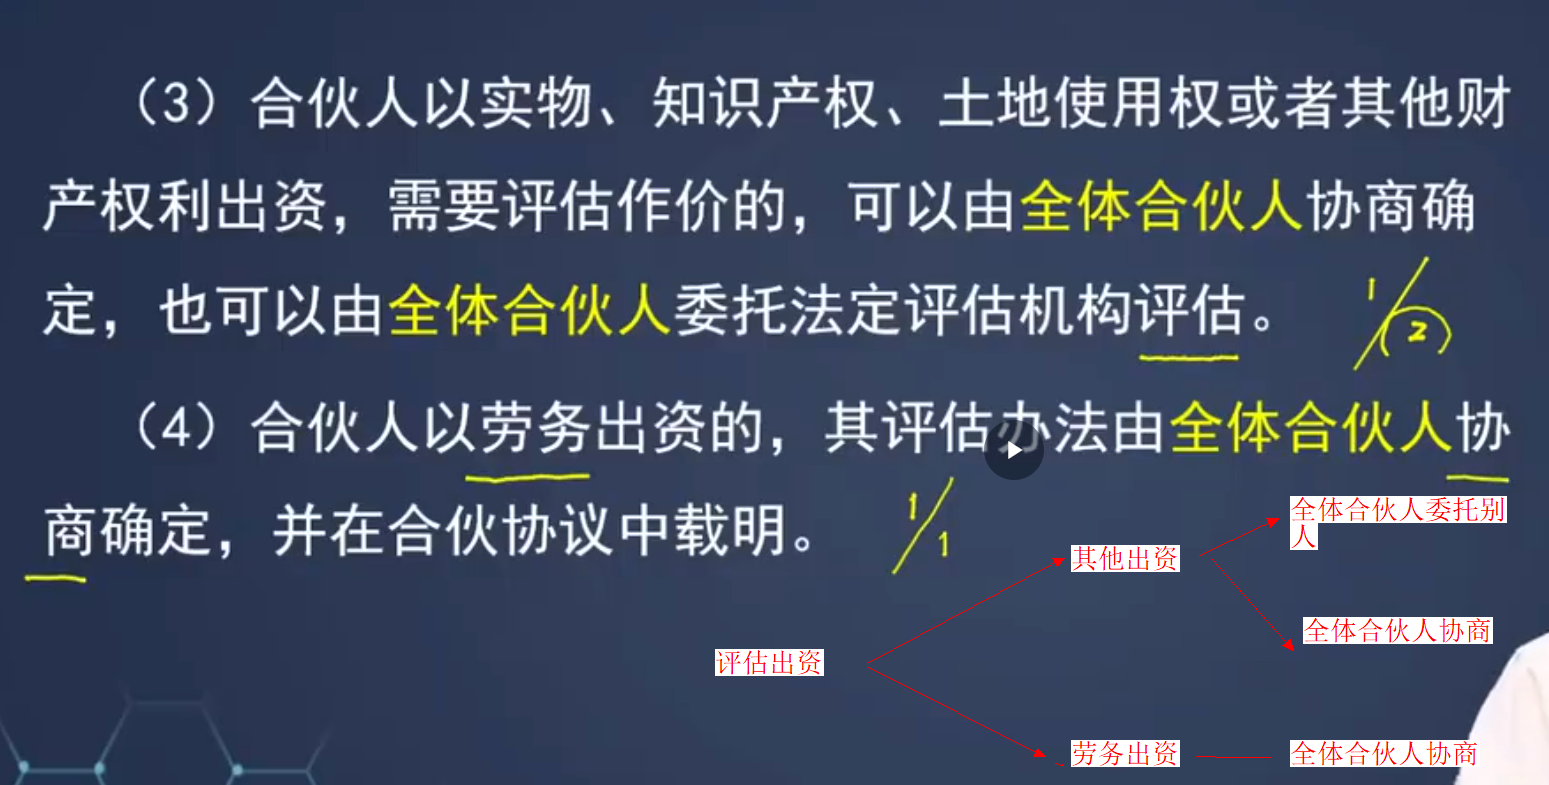 （3）合伙人以实物、知识产权、土地使用权或者其他财
产权利出资，需要评估作价的，可以由全体合伙人协商确
定，也可以由全体合伙人委托法定评估机构评估。
1/2
（4）合伙人以劳务出资的，其评估办法由全体合伙人协
商确定，并在合伙协议中载明。
1/1
全体合伙人委托别
人
其他出资
全体合伙人协商
评估出资
劳务出资
全体合伙人协商